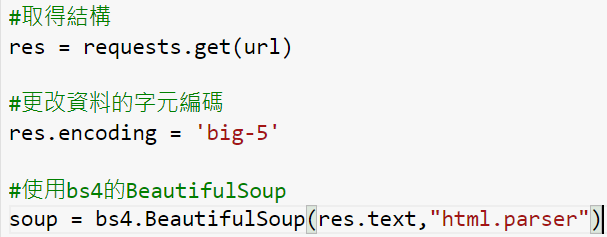 #取得結構
res = requests.get(url)
#更改資料的字元編碼
res.encoding = 'big-5'
#使用bs4的BeautifulSoup
soup = bs4.BeautifulSoup(res.text,"html.parser")